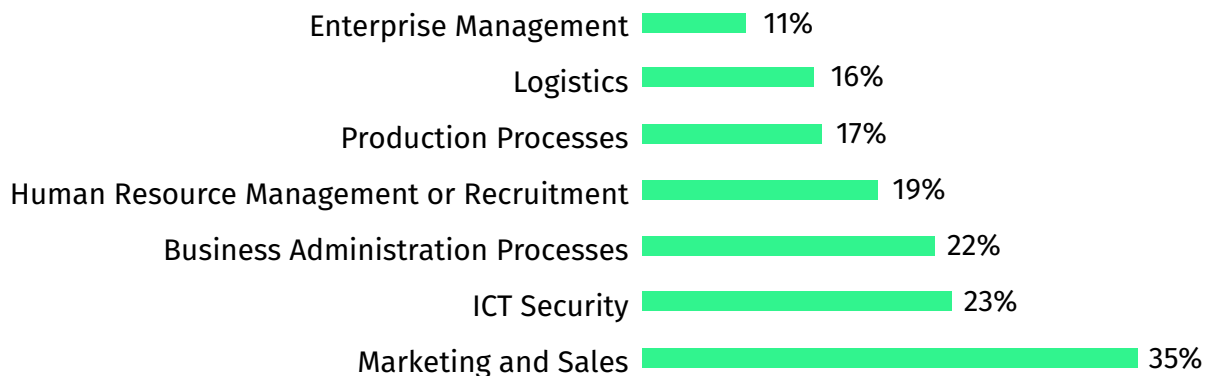 Enterprise Management 11%
Logistics 16%
Production Processes 17%
Human Resource Management or Recruitment 19%
Business Administration Processes 22%
ICT Security 23%
Marketing and Sales 35%